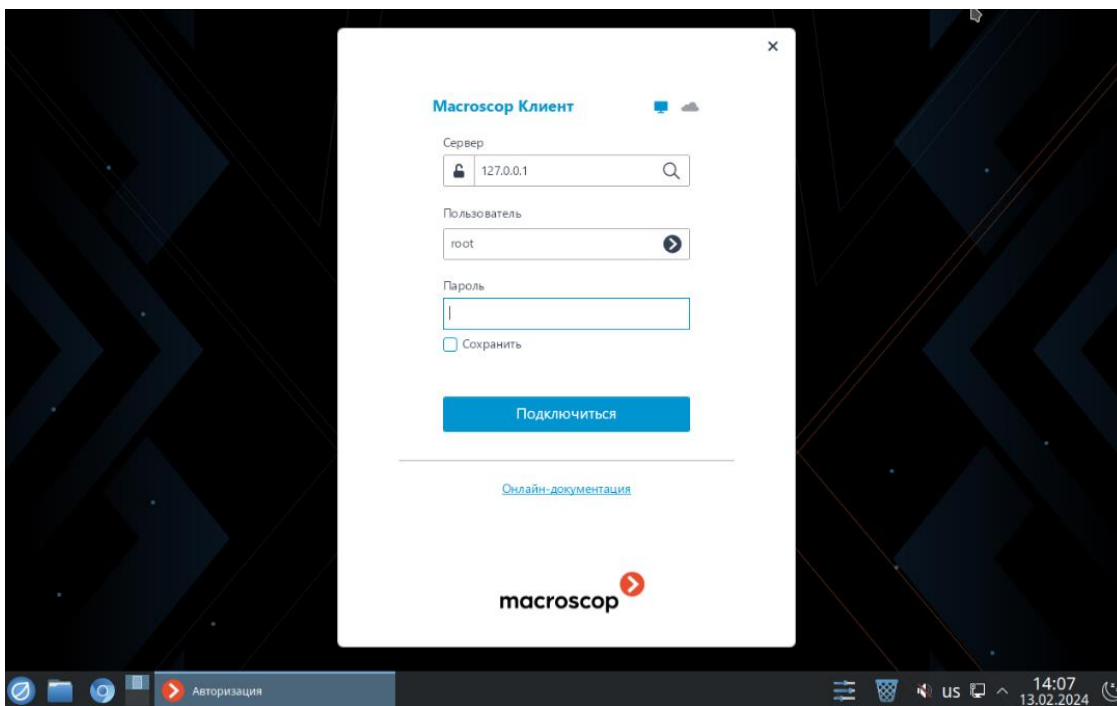 Macroscop Клиент
Сервер
127.0.0.1
Пользователь
root
Пароль
Сохранить
Подключиться
Онлайн-документация
macroscop
Авторизация
us
14:07
13.02.2024